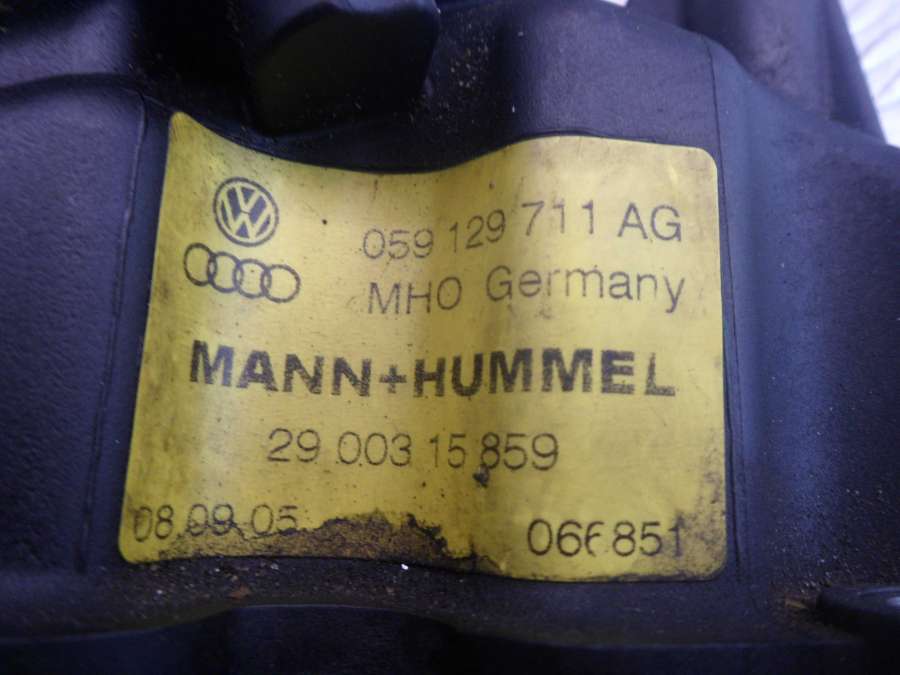 059 129 711 AG
MHO Germany
MANN+HUMMEL
29 003 15 859
08.09.05
066851